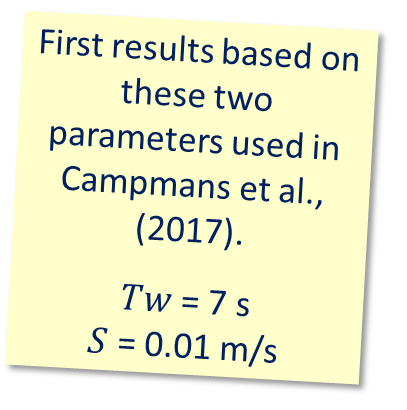 First results based on
these two
parameters used in
Campmans et al.,
(2017).
Tw = 7 s
S = 0.01 m/s